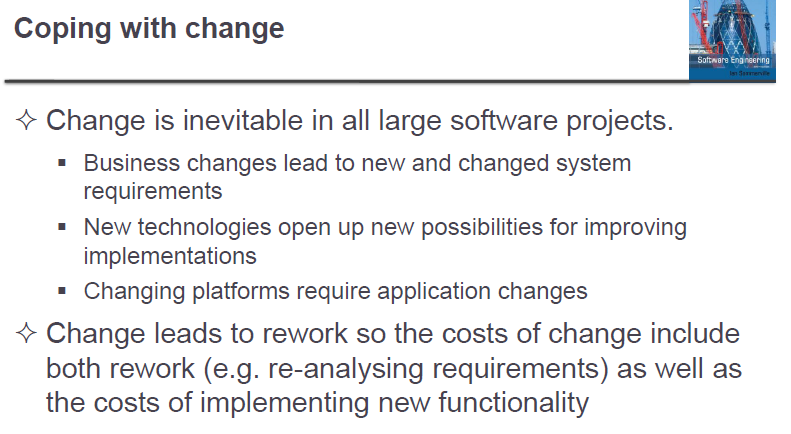 Coping with change
Software Engineering
Ian Sommerville
Change is inevitable in all large software projects.
Business changes lead to new and changed system
requirements
New technologies open up new possibilities for improving
implementations
Changing platforms require application changes
Change leads to rework so the costs of change include
both rework (e.g. re-analysing requirements) as well as
the costs of implementing new functionality